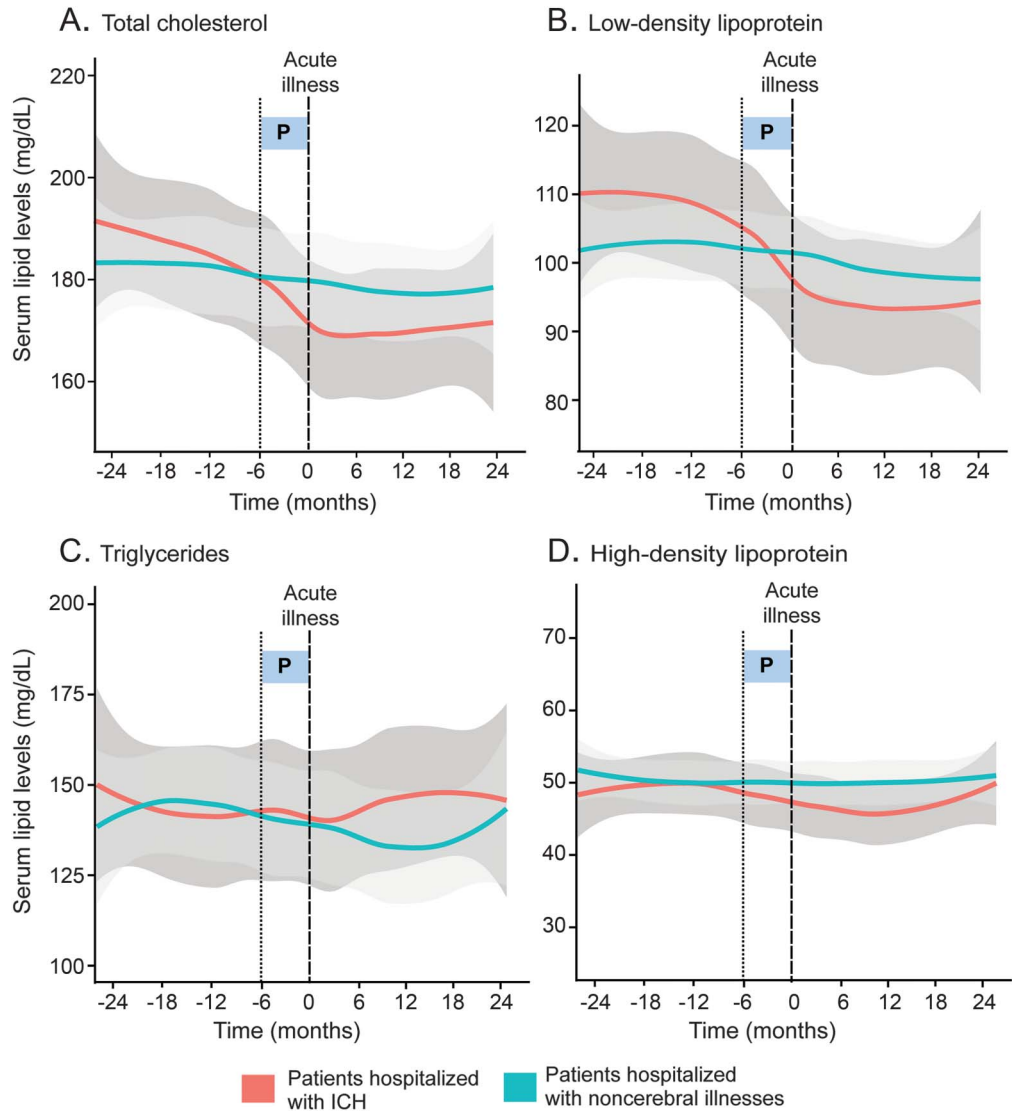 A. Total cholesterol
Acute
illness
P
220
200
180
160
Serum lipid levels (mg/dL)
-24 -18 -12 -6 0 6 12 18 24
Time (months)
B. Low-density lipoprotein
Acute
illness
P
120
110
100
90
80
-24 -18 -12 -6 0 6 12 18 24
Time (months)
C. Triglycerides
Acute
illness
P
200
175
150
125
100
Serum lipid levels (mg/dL)
-24 -18 -12 -6 0 6 12 18 24
Time (months)
D. High-density lipoprotein
Acute
illness
P
70
60
50
40
30
-24 -18 -12 -6 0 6 12 18 24
Time (months)
Patients hospitalized
with ICH
Patients hospitalized
with noncerebral illnesses